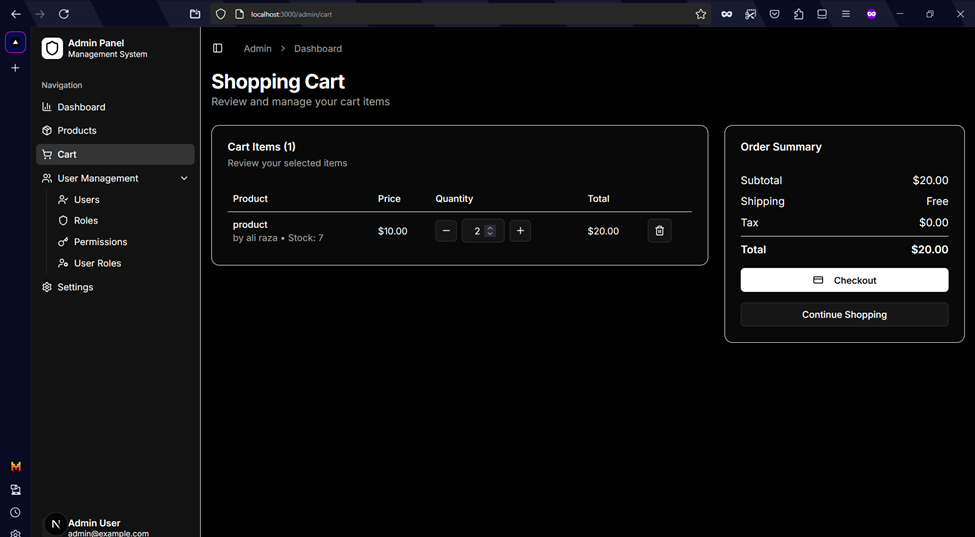 localhost:3000/admin/cart
Admin Panel
Management System
Navigation
Dashboard
Products
Cart
User Management
Users
Roles
Permissions
User Roles
Settings
N
Admin User
admin@example.com
Admin > Dashboard
Shopping Cart
Review and manage your cart items
Cart Items (1)
Review your selected items
Product Price Quantity Total
product
by ali raza • Stock: 7
$10.00 − 2 + $20.00
Order Summary
Subtotal $20.00
Shipping Free
Tax $0.00
Total $20.00
Checkout
Continue Shopping